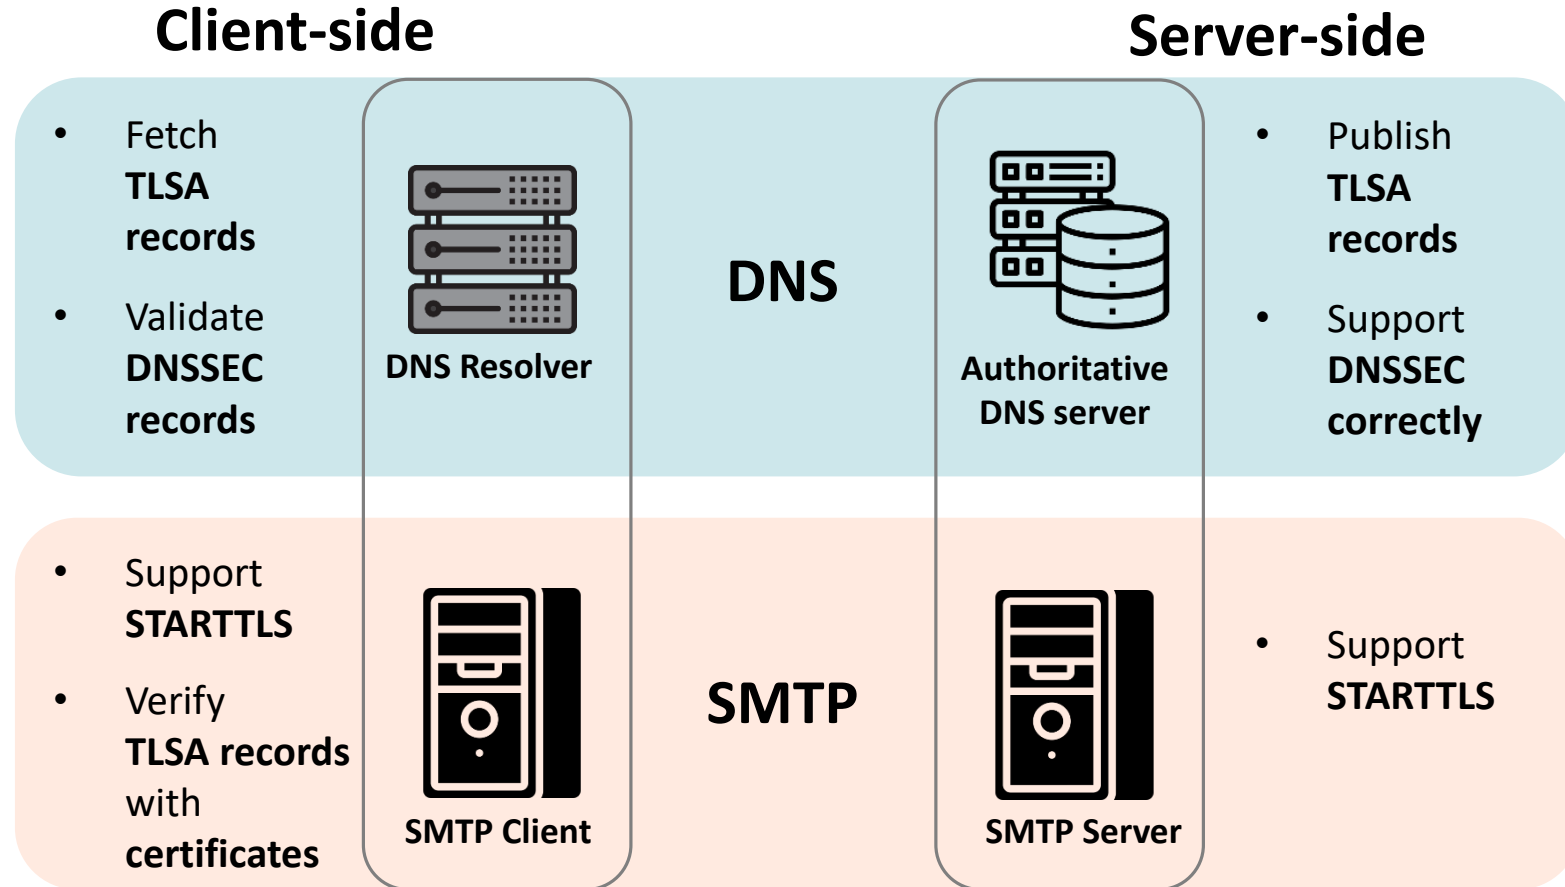 Client-side
Server-side
• Fetch
TLSA
records
• Validate
DNSSEC
records
DNS Resolver
DNS
Authoritative
DNS server
• Publish
TLSA
records
• Support
DNSSEC
correctly
• Support
STARTTLS
• Verify
TLSA records
with
certificates
SMTP Client
SMTP
SMTP Server
• Support
STARTTLS